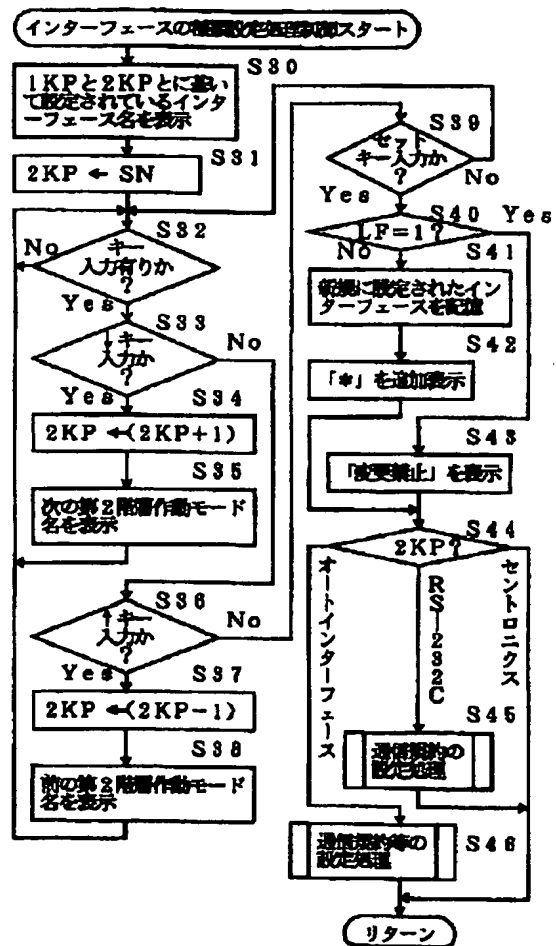 インターフェースの種類設定処理制御スタート
S30
1KPと2KPとに基い
て設定されているインタ
ーフェース名を表示
S31
2KP ← SN
S32
キー
入力有りか
?
No
Yes
S33
↓キー
入力か
?
No
Yes
S34
2KP ←(2KP+1)
S35
次の第2階層作動モード
名を表示
S36
↑キー
入力か
?
No
Yes
S37
2KP ←(2KP-1)
S38
前の第2階層作動モード
名を表示
S39
セット
キー入力か
?
No
Yes
S40
LF=1?
Yes
No
S41
新規に設定されたイン
ターフェースを記憶
S42
「*」を追加表示
S43
「変更禁止」を表示
S44
2KP?
オートインターフェース
RS-232C
セントロニクス
S45
通信規約の
設定処理
S46
通信規約等の
設定処理
リターン